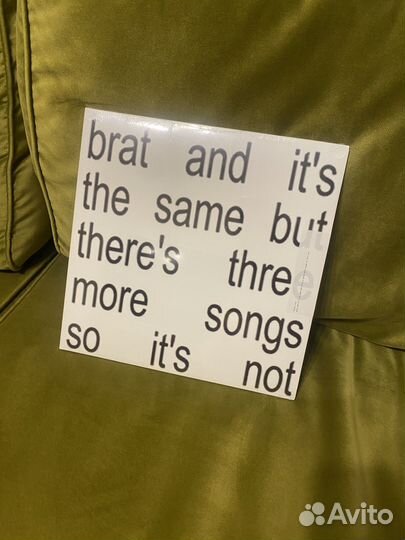 brat and it's
the same but
there's three
more songs
so it's not
Avito